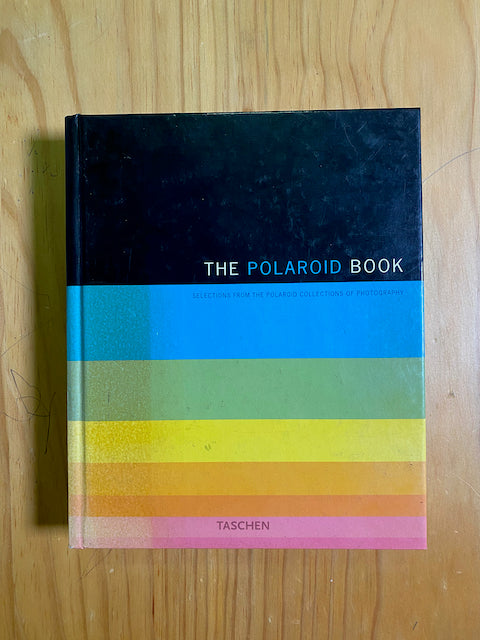 THE POLAROID BOOK
SELECTIONS FROM THE POLAROID COLLECTIONS OF PHOTOGRAPHY
TASCHEN